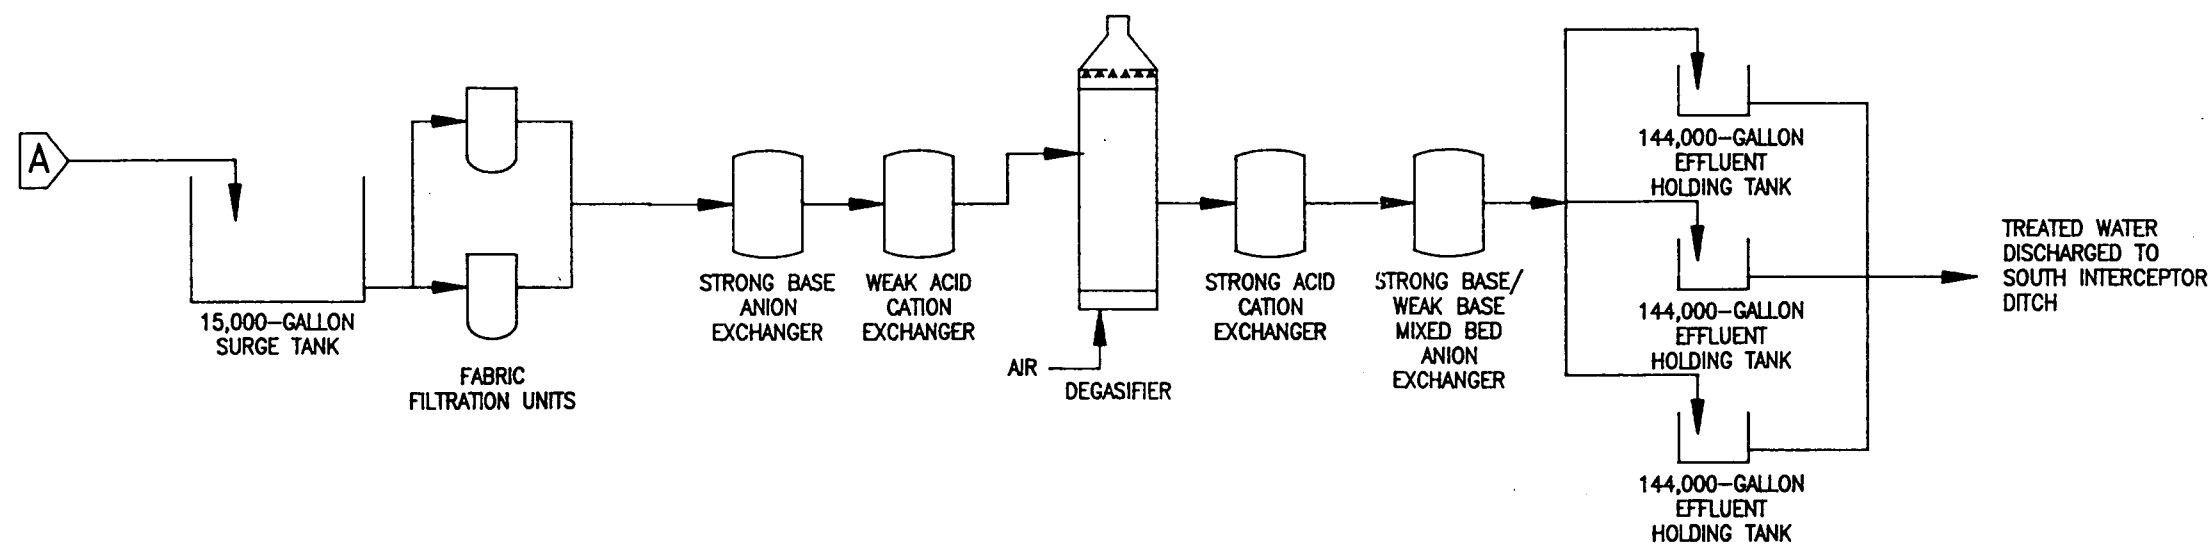 A
15,000-GALLON
SURGE TANK
FABRIC
FILTRATION UNITS
STRONG BASE
ANION
EXCHANGER
WEAK ACID
CATION
EXCHANGER
AIR
DEGASIFIER
STRONG ACID
CATION
EXCHANGER
STRONG BASE/
WEAK BASE
MIXED BED
ANION
EXCHANGER
144,000-GALLON
EFFLUENT
HOLDING TANK
144,000-GALLON
EFFLUENT
HOLDING TANK
144,000-GALLON
EFFLUENT
HOLDING TANK
TREATED WATER
DISCHARGED TO
SOUTH INTERCEPTOR
DITCH